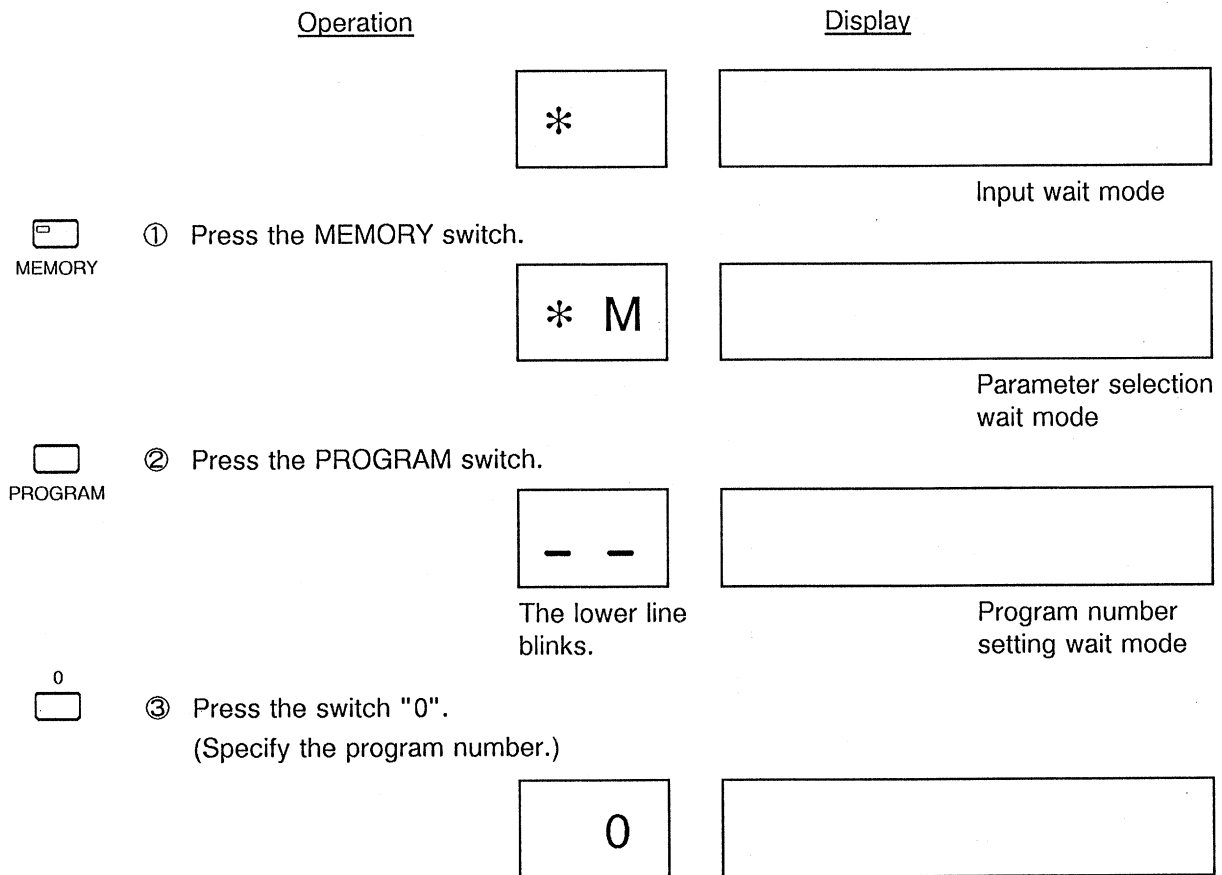 Operation
Display
*
Input wait mode
① Press the MEMORY switch.
MEMORY
* M
Parameter selection
wait mode
② Press the PROGRAM switch.
PROGRAM
_ _
The lower line
blinks.
Program number
setting wait mode
0
③ Press the switch "0".
(Specify the program number.)
0